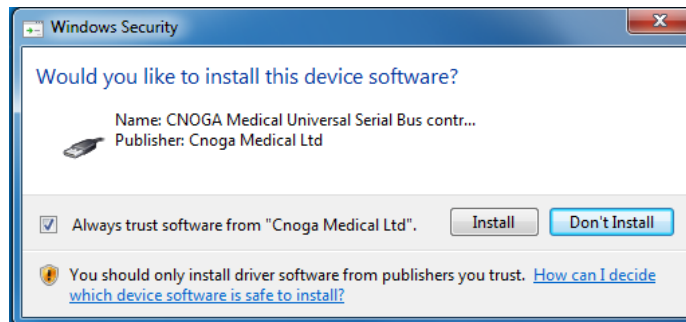 Windows Security
Would you like to install this device software?
Name: CNOGA Medical Universal Serial Bus contr...
Publisher: Cnoga Medical Ltd
Always trust software from "Cnoga Medical Ltd". Install Don't Install
You should only install driver software from publishers you trust. How can I decide
which device software is safe to install?